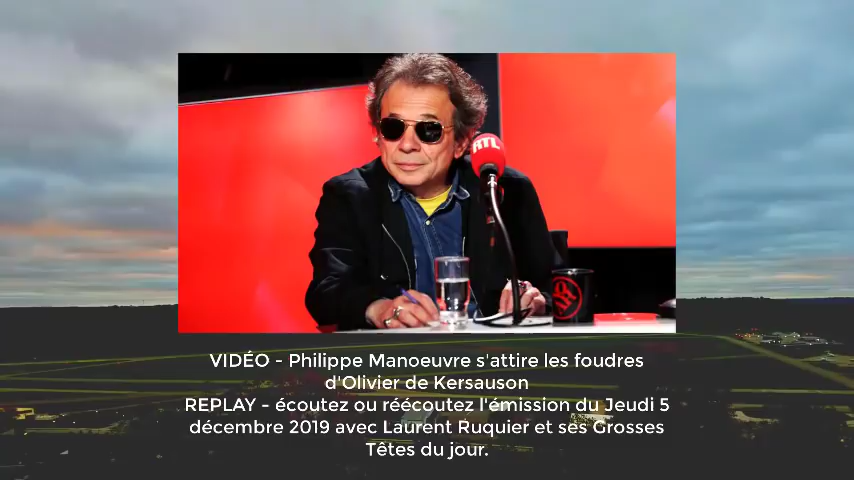 RTL
VIDÉO - Philippe Manoeuvre s'attire les foudres
d'Olivier de Kersauson
REPLAY - écoutez ou réécoutez l'émission du Jeudi 5
décembre 2019 avec Laurent Ruquier et ses Grosses
Têtes du jour.